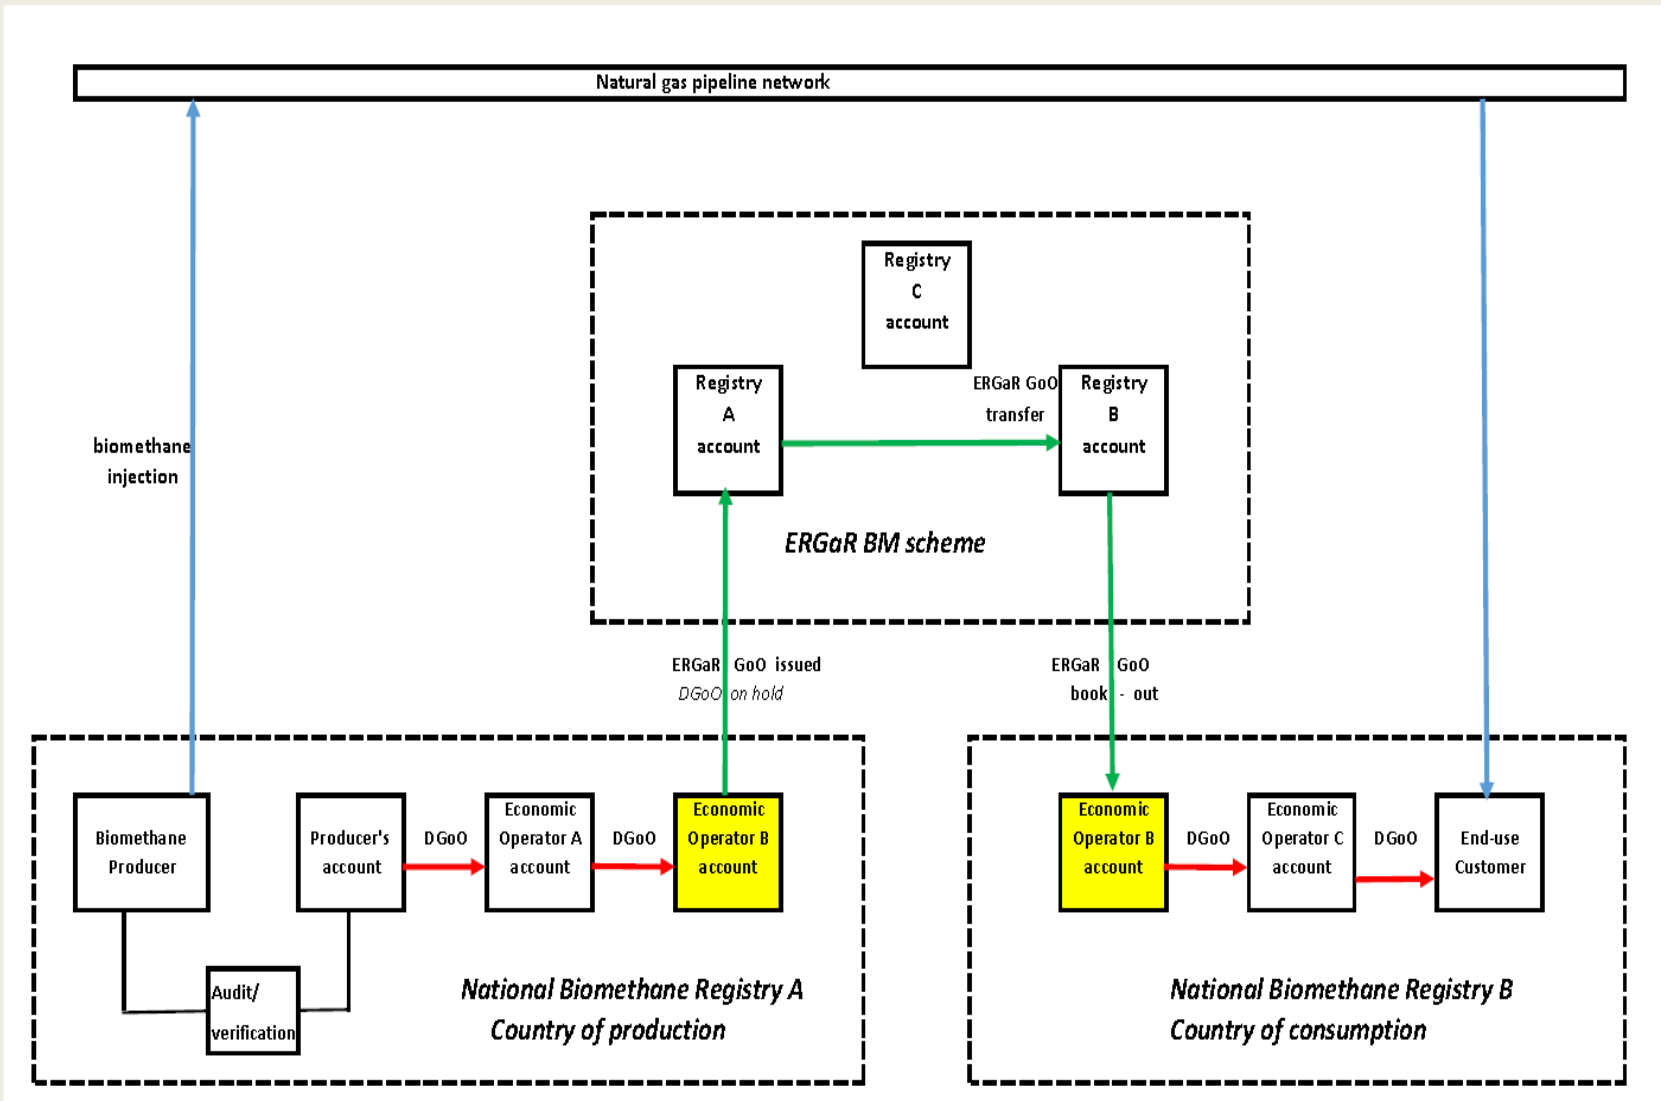 Natural gas pipeline network
Registry
C
account
Registry
A
account
ERGaR GoO
transfer
Registry
B
account
biomethane
injection
ERGaR BM scheme
ERGaR GoO issued
DGoO on hold
ERGaR GoO
book - out
Biomethane
Producer
Producer's
account
DGoO
Economic
Operator A
account
DGoO
Economic
Operator B
account
Economic
Operator B
account
DGoO
Economic
Operator C
account
DGoO
End-use
Customer
Audit/
verification
National Biomethane Registry A
Country of production
National Biomethane Registry B
Country of consumption